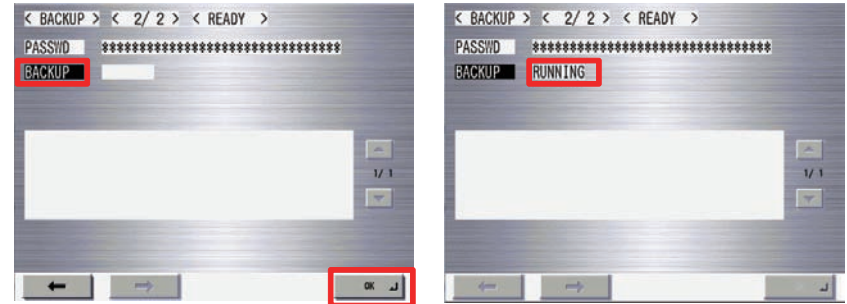 < BACKUP > < 2/ 2 > < READY >
PASSWD ********************************
BACKUP
1/ 1
OK
< BACKUP > < 2/ 2 > < READY >
PASSWD ********************************
BACKUP RUNNING
1/ 1